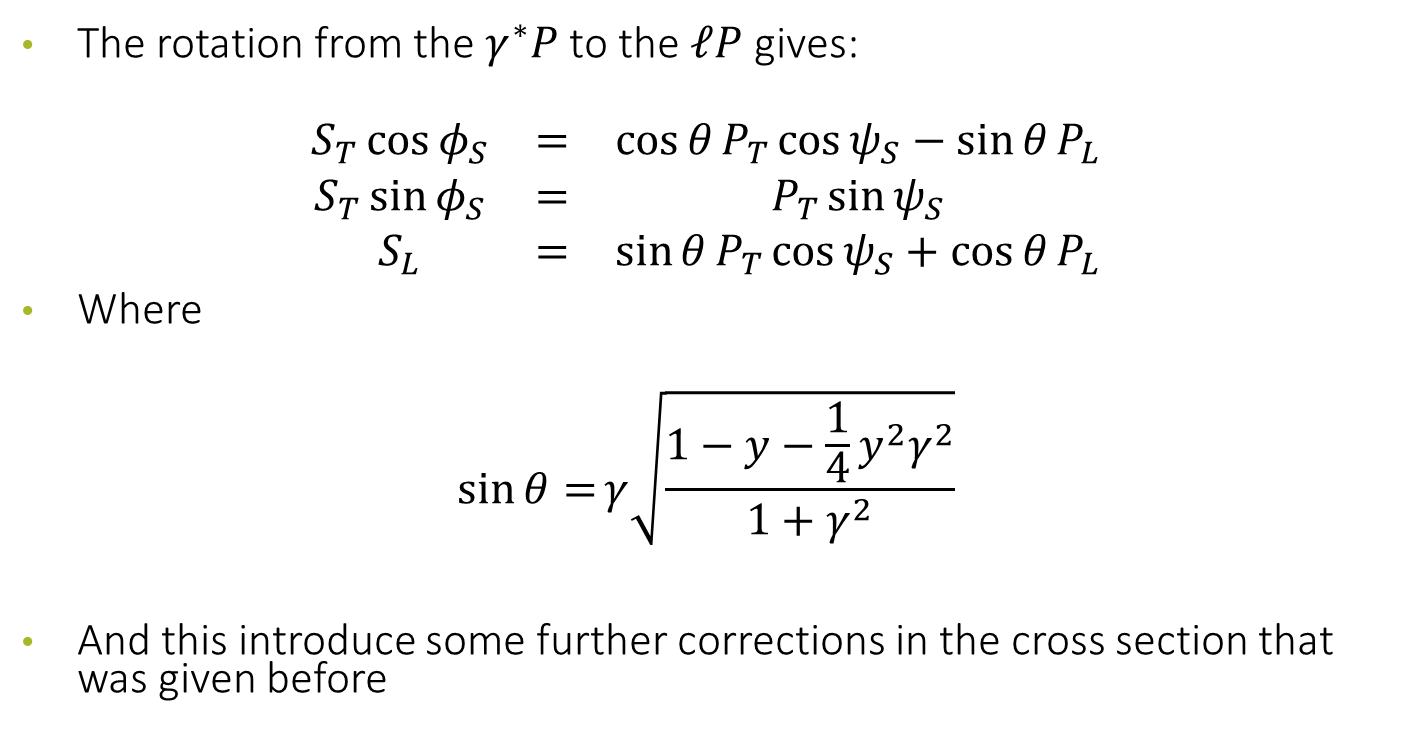 • The rotation from the γ*P to the ℓP gives:
S_T cos ϕ_S = cos θ P_T cos ψ_S − sin θ P_L
S_T sin ϕ_S = P_T sin ψ_S
S_L = sin θ P_T cos ψ_S + cos θ P_L
• Where
sin θ = γ √((1 − y − 1/4 y²γ²)/(1 + γ²))
• And this introduce some further corrections in the cross section that
was given before